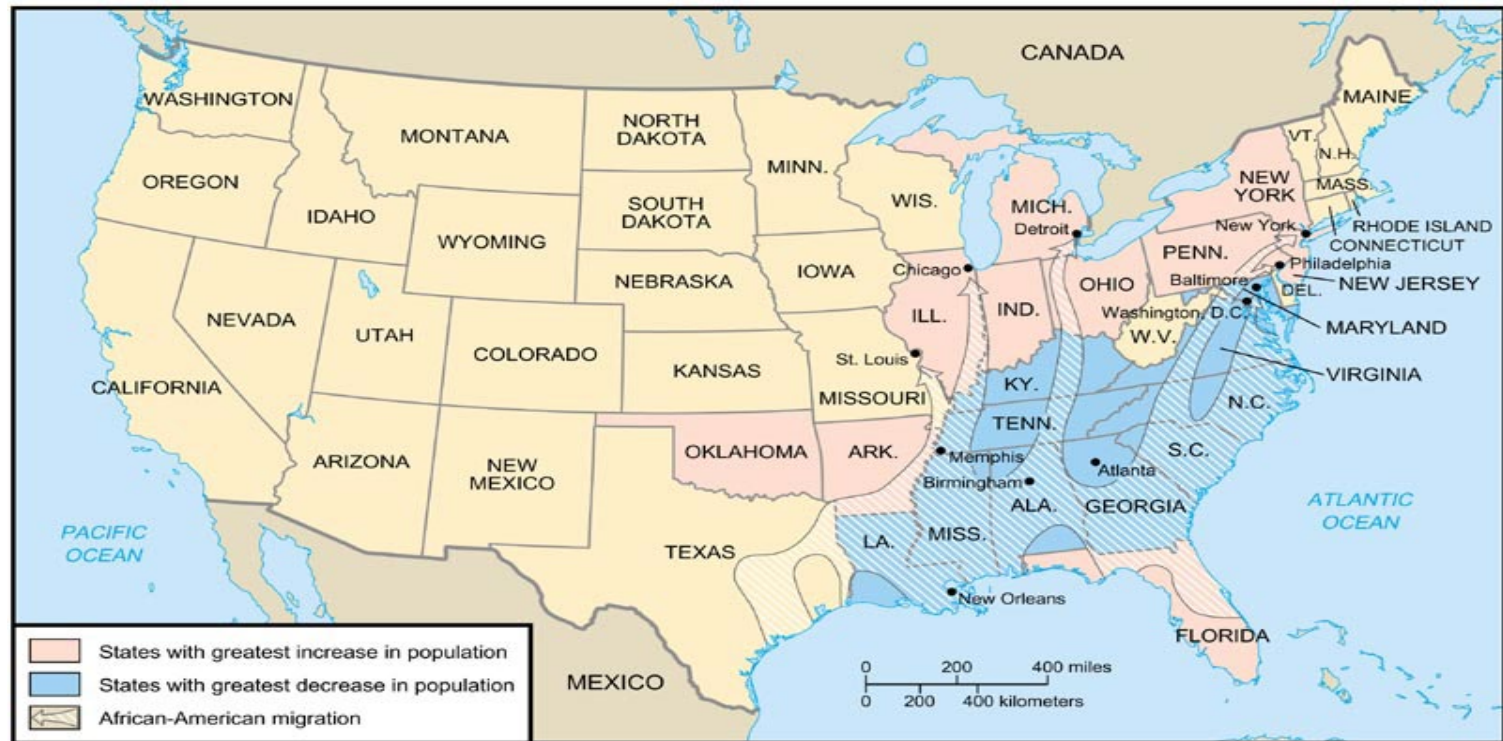 CANADA
WASHINGTON
MONTANA
NORTH
DAKOTA
MINN.
MAINE
VT.
N.H.
OREGON
IDAHO
SOUTH
DAKOTA
WIS.
MICH.
Detroit
NEW
YORK
MASS.
New York
RHODE ISLAND
CONNECTICUT
WYOMING
IOWA
Chicago
PENN.
Philadelphia
NEBRASKA
OHIO
Baltimore
DEL.
NEW JERSEY
NEVADA
UTAH
ILL.
IND.
Washington, D.C.
MARYLAND
COLORADO
W.V.
St. Louis
KANSAS
VIRGINIA
CALIFORNIA
MISSOURI
KY.
N.C.
TENN.
OKLAHOMA
ARK.
S.C.
ARIZONA
NEW
MEXICO
Memphis
Atlanta
Birmingham
ALA.
GEORGIA
ATLANTIC
OCEAN
PACIFIC
OCEAN
TEXAS
LA.
MISS.
New Orleans
FLORIDA
MEXICO
States with greatest increase in population
States with greatest decrease in population
African-American migration
0 200 400 miles
0 200 400 kilometers